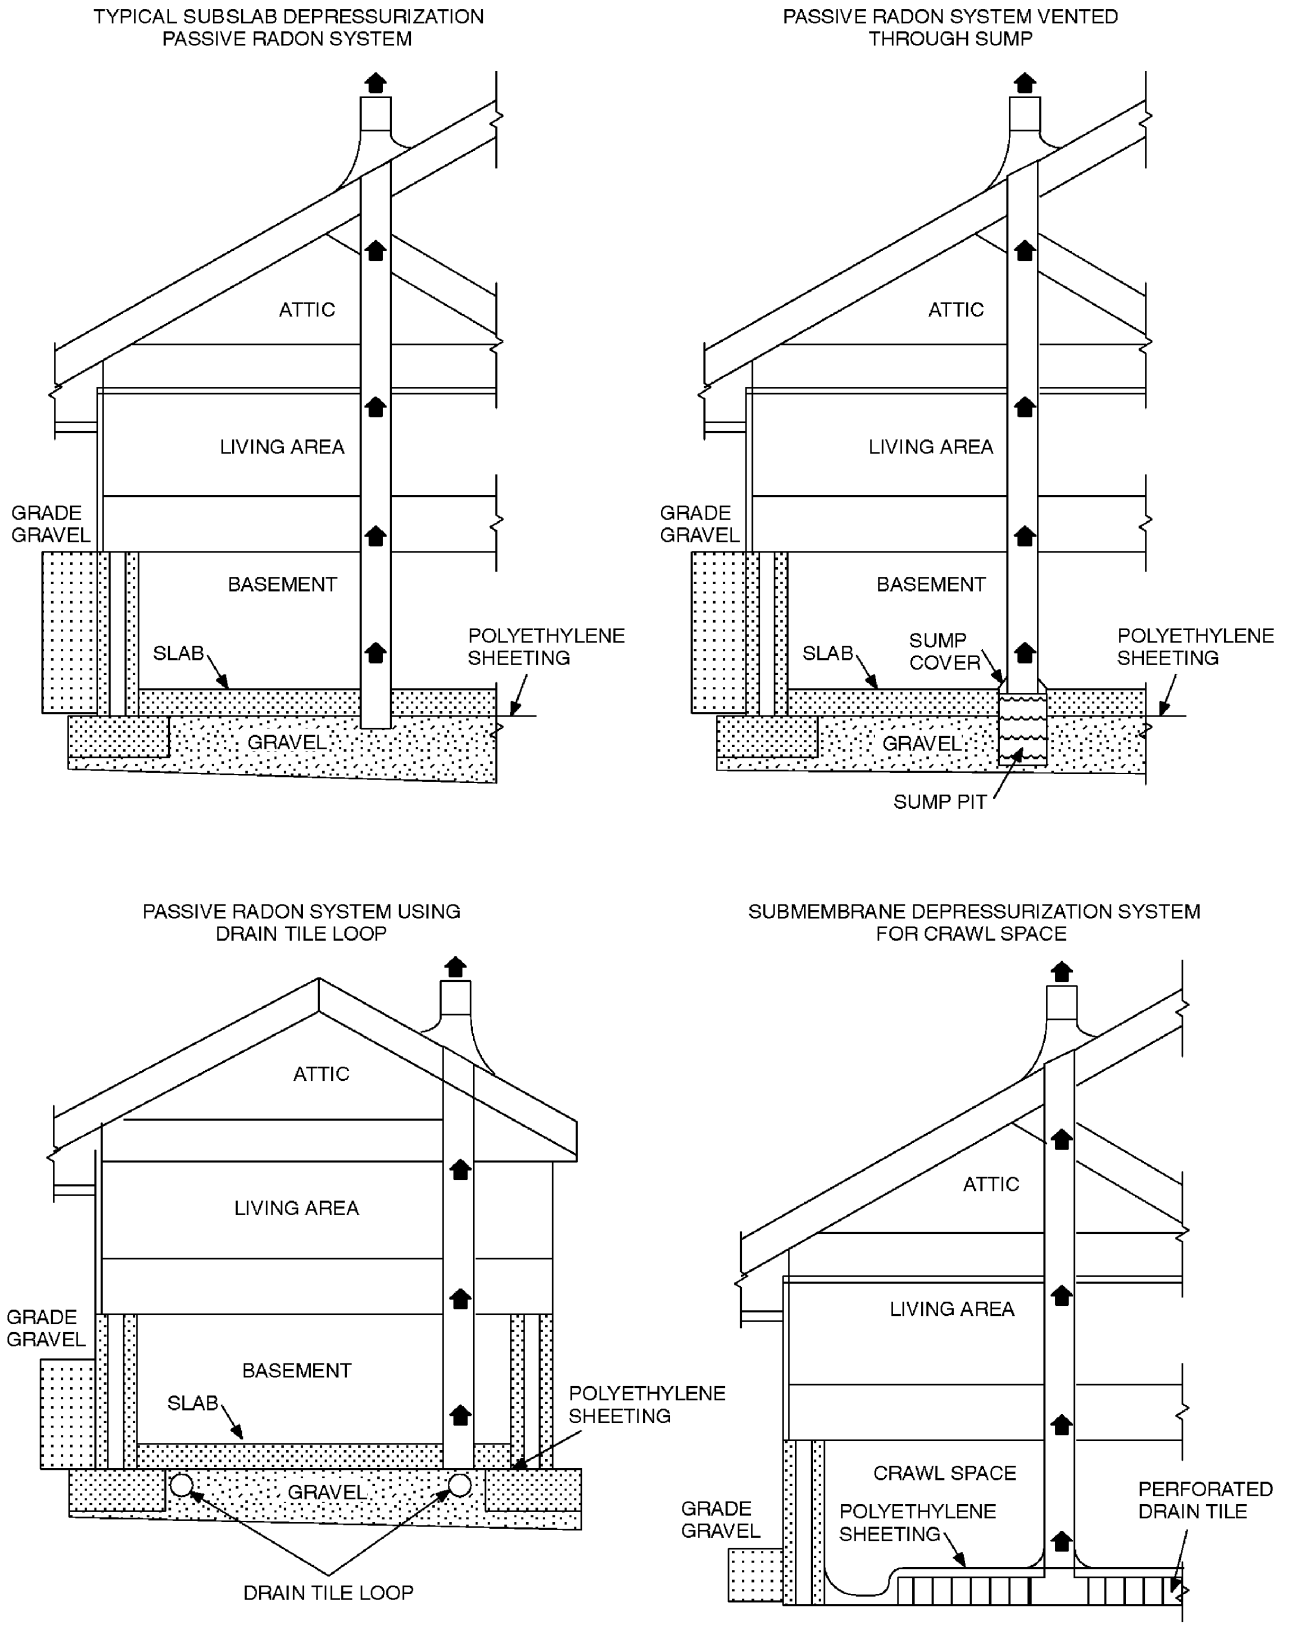 TYPICAL SUBSLAB DEPRESSURIZATION
PASSIVE RADON SYSTEM
ATTIC
LIVING AREA
GRADE
GRAVEL
BASEMENT
SLAB
POLYETHYLENE
SHEETING
GRAVEL
PASSIVE RADON SYSTEM VENTED
THROUGH SUMP
ATTIC
LIVING AREA
GRADE
GRAVEL
BASEMENT
SLAB
SUMP
COVER
POLYETHYLENE
SHEETING
GRAVEL
SUMP PIT
PASSIVE RADON SYSTEM USING
DRAIN TILE LOOP
ATTIC
LIVING AREA
GRADE
GRAVEL
BASEMENT
SLAB
POLYETHYLENE
SHEETING
GRAVEL
DRAIN TILE LOOP
SUBMEMBRANE DEPRESSURIZATION SYSTEM
FOR CRAWL SPACE
ATTIC
LIVING AREA
CRAWL SPACE
GRADE
GRAVEL
POLYETHYLENE
SHEETING
PERFORATED
DRAIN TILE